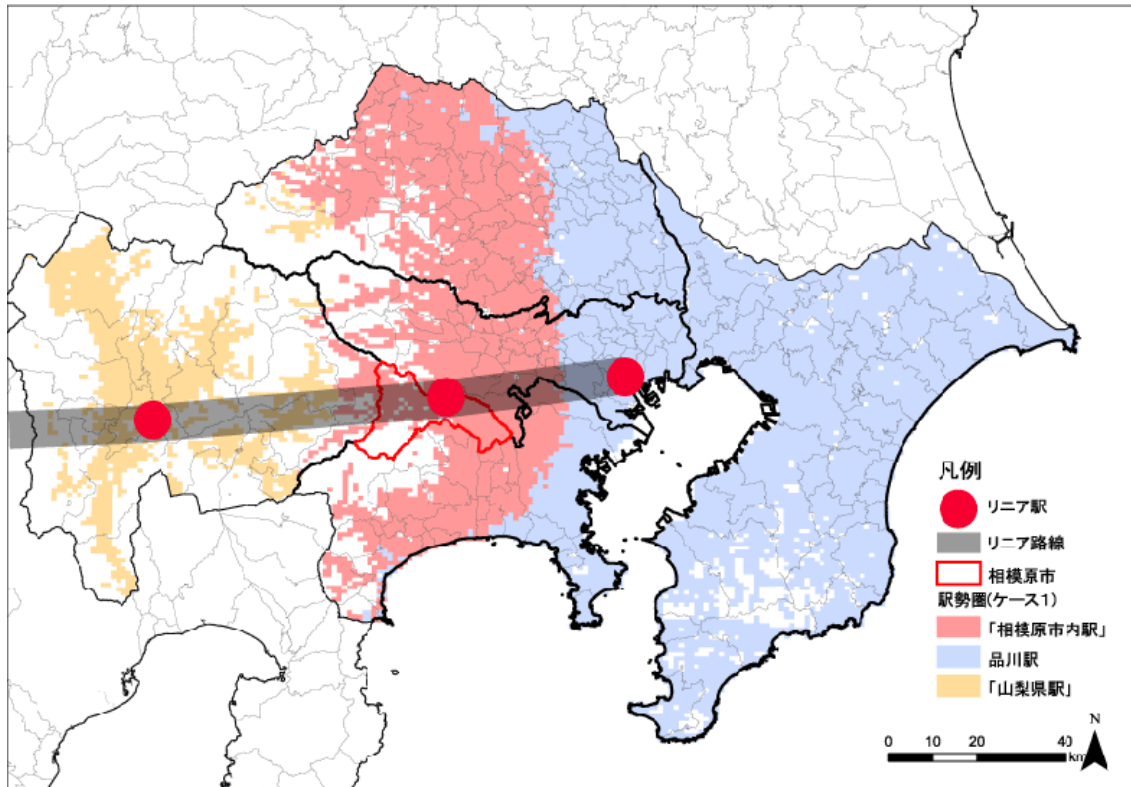 凡例
リニア駅
リニア路線
相模原市
駅勢圏(ケース1)
「相模原市内駅」
品川駅
「山梨県駅」
N
0 10 20 40
km